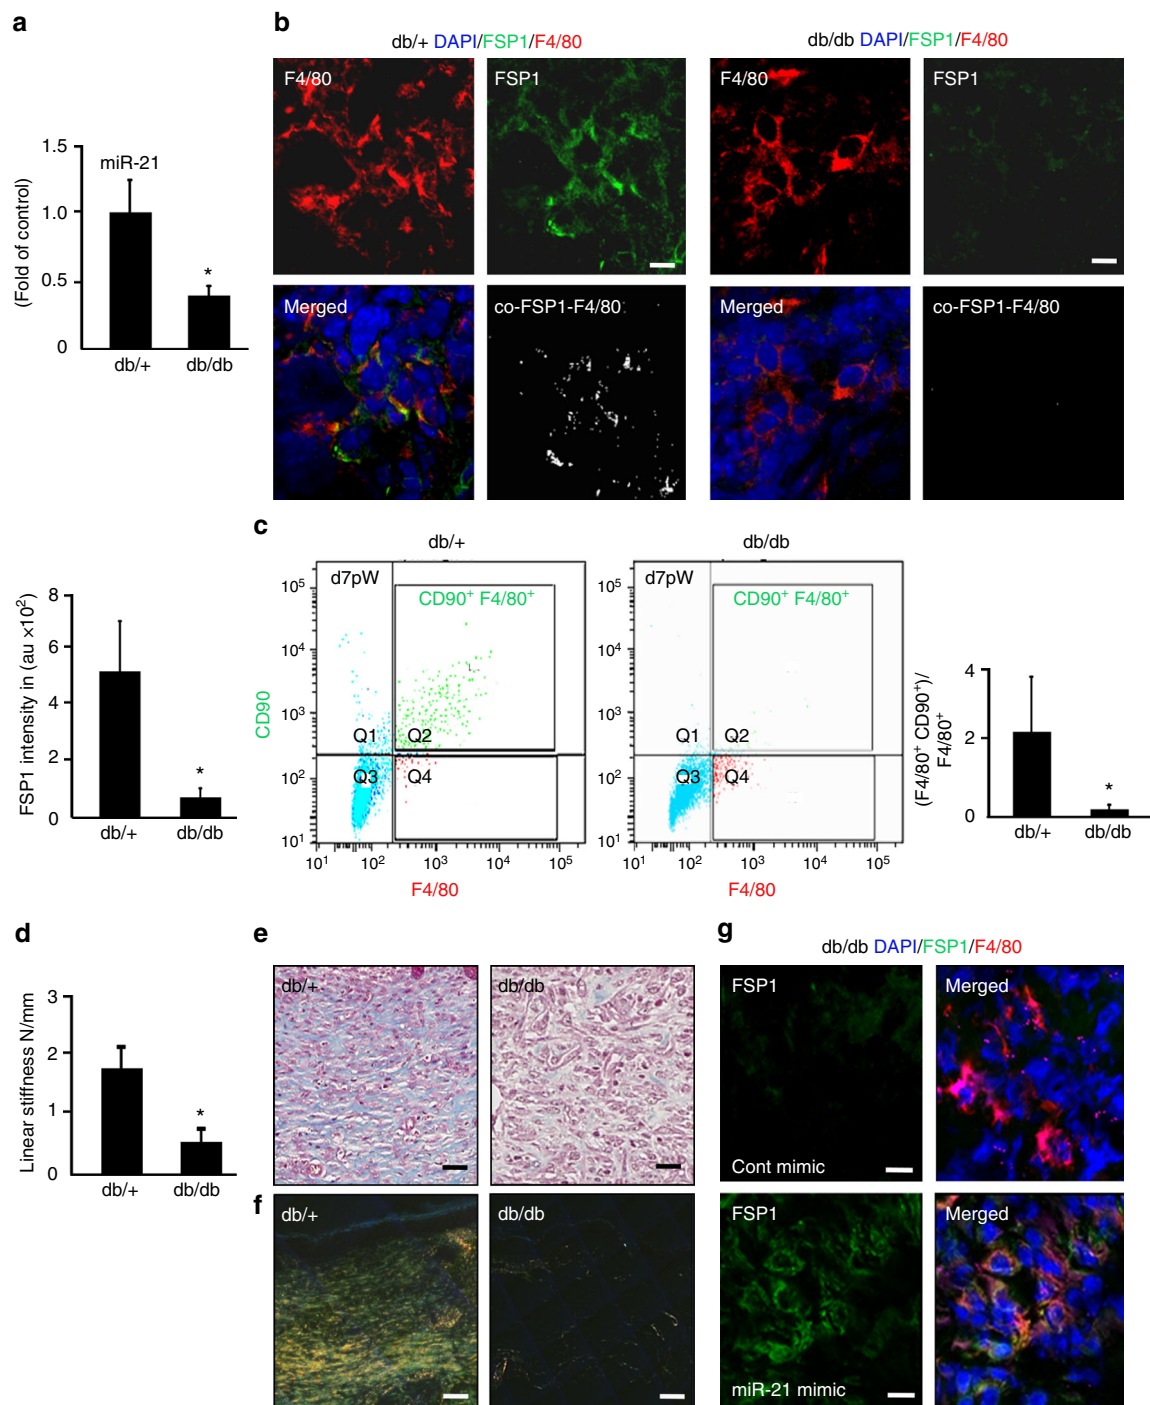 a
1.5
1.0
0.5
0
(Fold of control)
miR-21
*
db/+
db/db
b
db/+ DAPI/FSP1/F4/80
db/db DAPI/FSP1/F4/80
F4/80
FSP1
F4/80
FSP1
Merged
co-FSP1-F4/80
Merged
co-FSP1-F4/80
8
6
4
2
0
FSP1 intensity in (au ×10²)
*
db/+
db/db
c
db/+
db/db
d7pW
CD90⁺ F4/80⁺
10⁵
10⁴
10³
10²
10¹
CD90
Q1
Q2
Q3
Q4
10¹
10²
10³
10⁴
10⁵
F4/80
d7pW
CD90⁺ F4/80⁺
10⁵
10⁴
10³
10²
10¹
Q1
Q2
Q3
Q4
10¹
10²
10³
10⁴
10⁵
F4/80
(F4/80⁺ CD90⁺)/
F4/80⁺
4
2
0
*
db/+
db/db
d
3
2
1
0
Linear stiffness N/mm
*
db/+
db/db
e
db/+
db/db
f
db/+
db/db
g
db/db DAPI/FSP1/F4/80
FSP1
Merged
Cont mimic
FSP1
Merged
miR-21 mimic